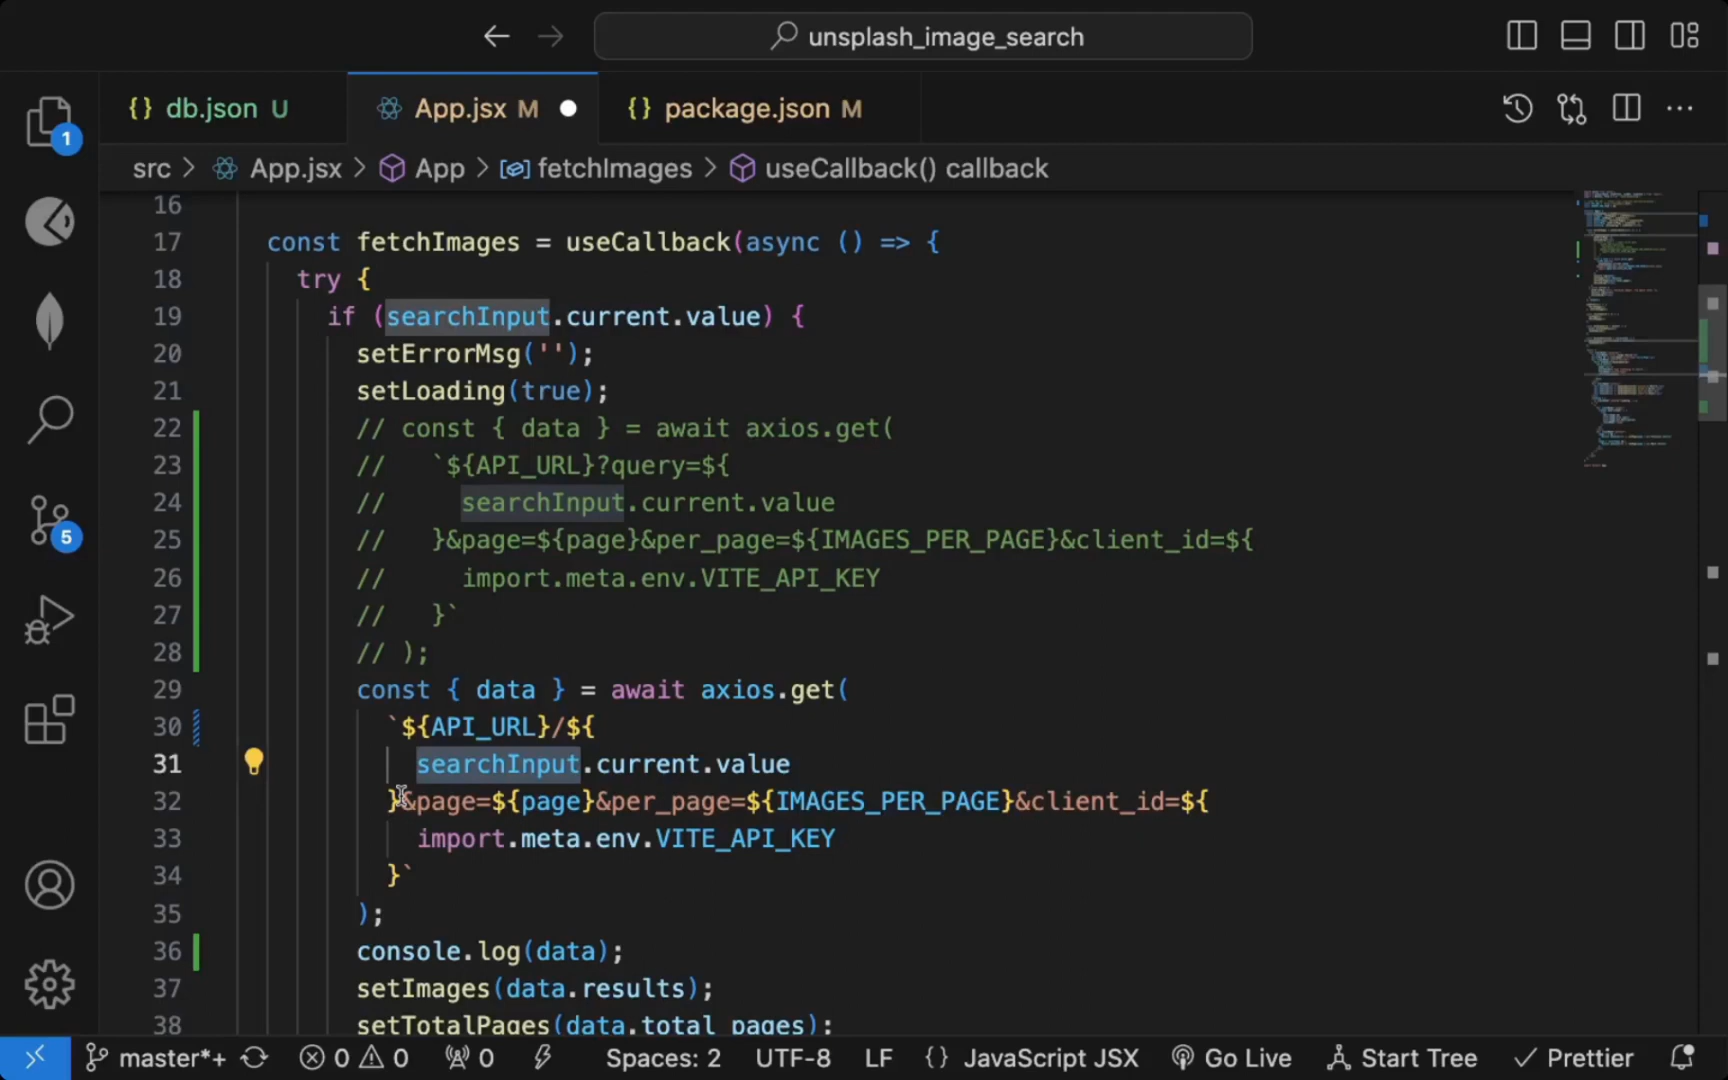 unsplash_image_search
{} db.json U
App.jsx M
{} package.json M
1
src > App.jsx > App > fetchImages > useCallback() callback
16
17 const fetchImages = useCallback(async () => {
18 try {
19 if (searchInput.current.value) {
20 setErrorMsg('');
21 setLoading(true);
22 // const { data } = await axios.get(
23 // `${API_URL}?query=${
24 // searchInput.current.value
25 // }&page=${page}&per_page=${IMAGES_PER_PAGE}&client_id=${
26 // import.meta.env.VITE_API_KEY
27 // }`
28 // );
29 const { data } = await axios.get(
30 `${API_URL}/${
31 searchInput.current.value
32 }&page=${page}&per_page=${IMAGES_PER_PAGE}&client_id=${
33 import.meta.env.VITE_API_KEY
34 }`
35 );
36 console.log(data);
37 setImages(data.results);
38 setTotalPages(data.total_pages);
5
master*+ 0 0 0 Spaces: 2 UTF-8 LF {} JavaScript JSX Go Live Start Tree Prettier